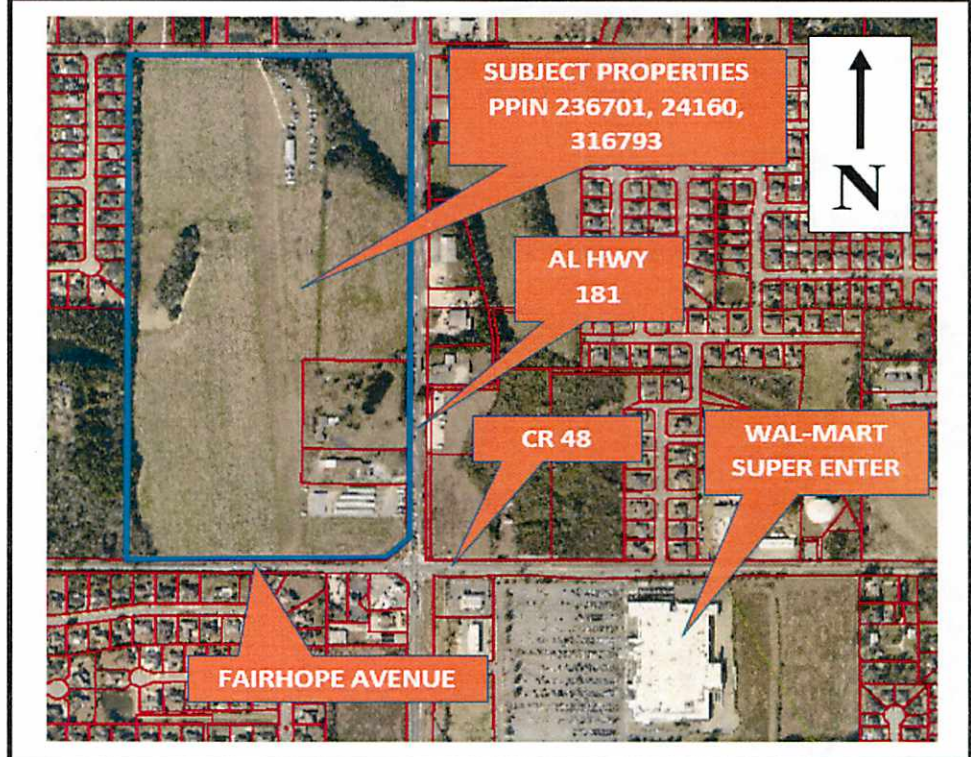 SUBJECT PROPERTIES
PPIN 236701, 24160,
316793
N
AL HWY
181
CR 48
WAL-MART
SUPER ENTER
FAIRHOPE AVENUE